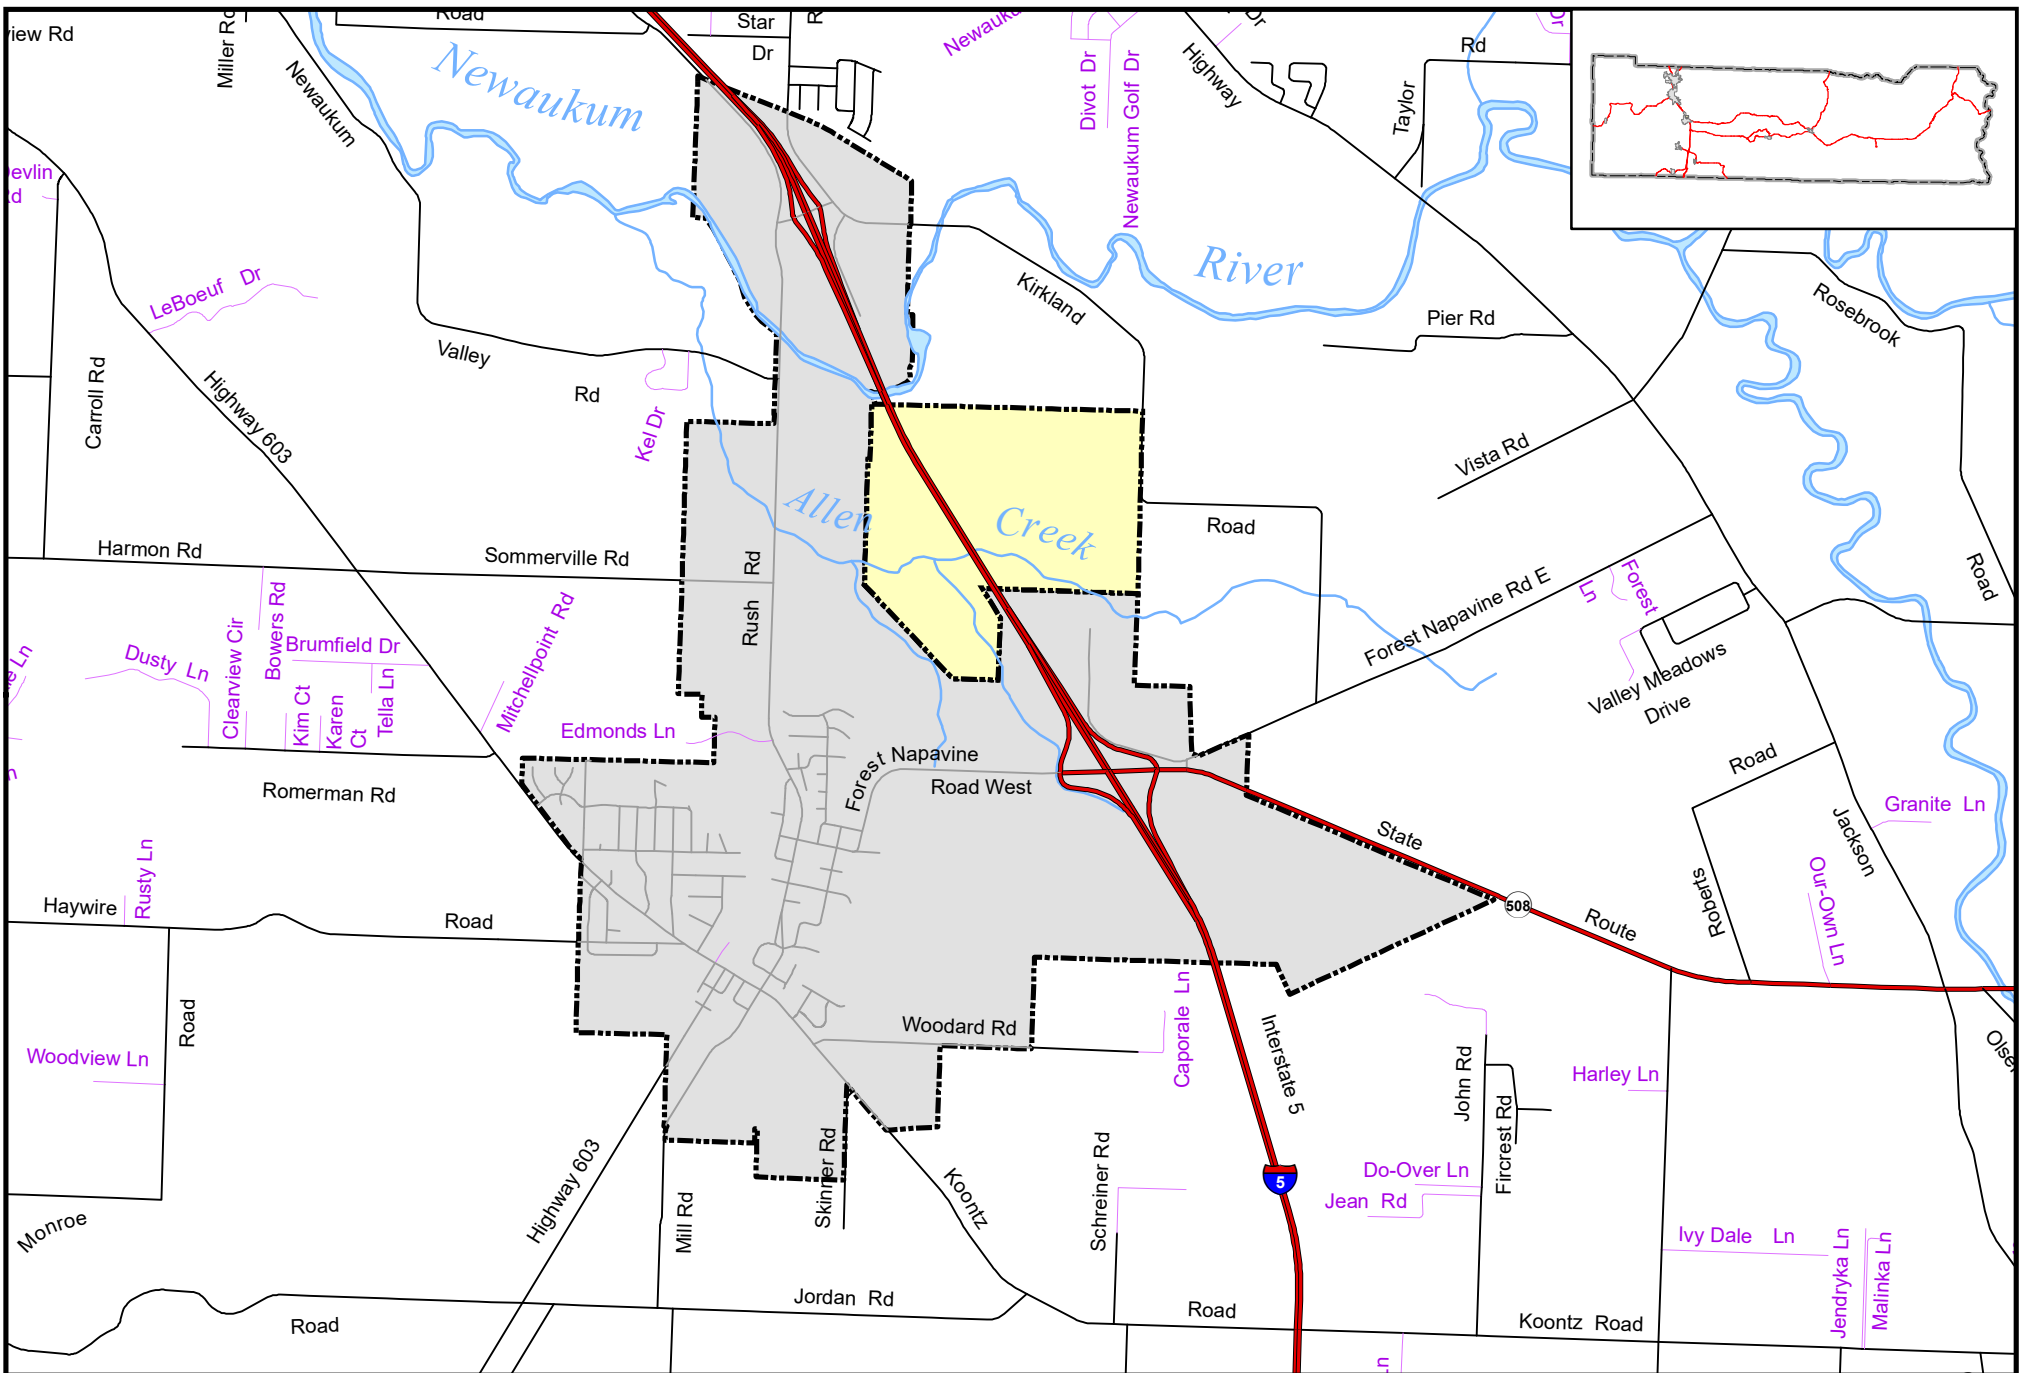 view Rd
Miller Rd
Road
Star
Dr
Newaukum
Divot Dr
Newaukum Golf Dr
Highway
Dr
Rd
Taylor
Dr
Newaukum
Newaukum
River
Kirkland
Pier Rd
Rosebrook
LeBoeuf Dr
Valley
Rd
Kel Dr
Carroll Rd
Highway 603
Vista Rd
Allen
Creek
Road
Harmon Rd
Sommerville Rd
Rush Rd
Forest Napavine Rd E
Forest
Ln
Road
Bowers Rd
Clearview Cir
Brumfield Dr
Dusty Ln
Kim Ct
Karen
Ct
Tella Ln
Mitchellpoint Rd
Edmonds Ln
Valley Meadows
Drive
Forest Napavine
Road West
Romerman Rd
Road
Granite Ln
State
Jackson
Rusty Ln
Haywire
Road
508
Route
Roberts
Our-Own Ln
Road
Woodview Ln
Woodard Rd
Caporale Ln
Interstate 5
John Rd
Fircrest Rd
Harley Ln
Highway 603
Mill Rd
Skinner Rd
Koontz
Schreiner Rd
5
Do-Over Ln
Jean Rd
Ivy Dale Ln
Jendryka Ln
Malinka Ln
Monroe
Road
Jordan Rd
Road
Koontz Road
Ln